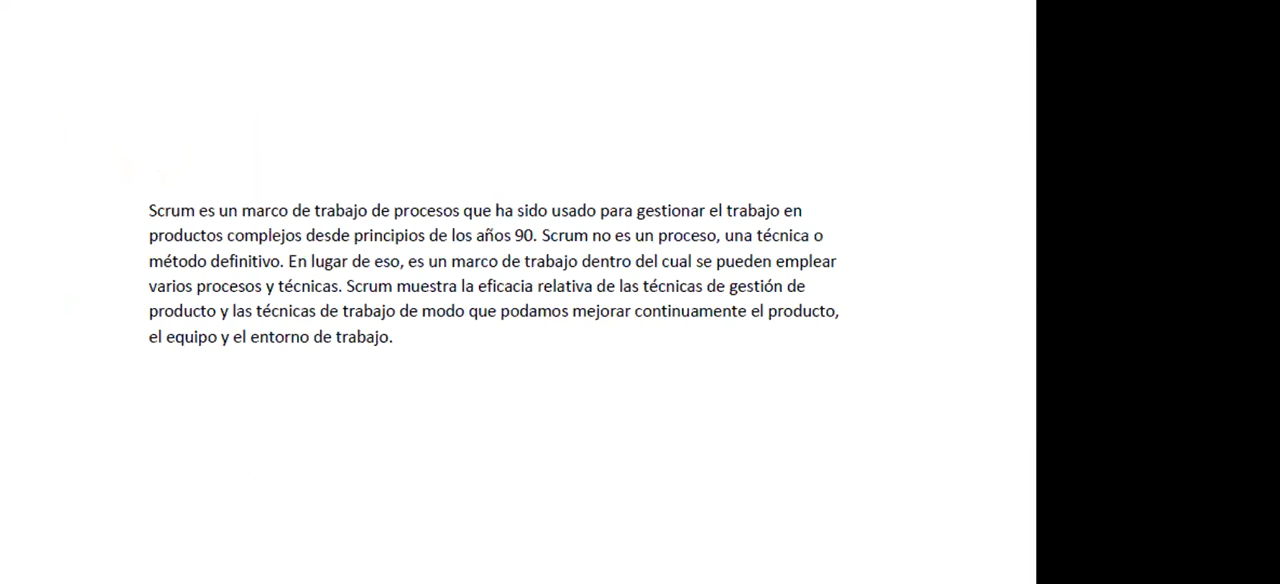 Scrum es un marco de trabajo de procesos que ha sido usado para gestionar el trabajo en
productos complejos desde principios de los años 90. Scrum no es un proceso, una técnica o
método definitivo. En lugar de eso, es un marco de trabajo dentro del cual se pueden emplear
varios procesos y técnicas. Scrum muestra la eficacia relativa de las técnicas de gestión de
producto y las técnicas de trabajo de modo que podamos mejorar continuamente el producto,
el equipo y el entorno de trabajo.